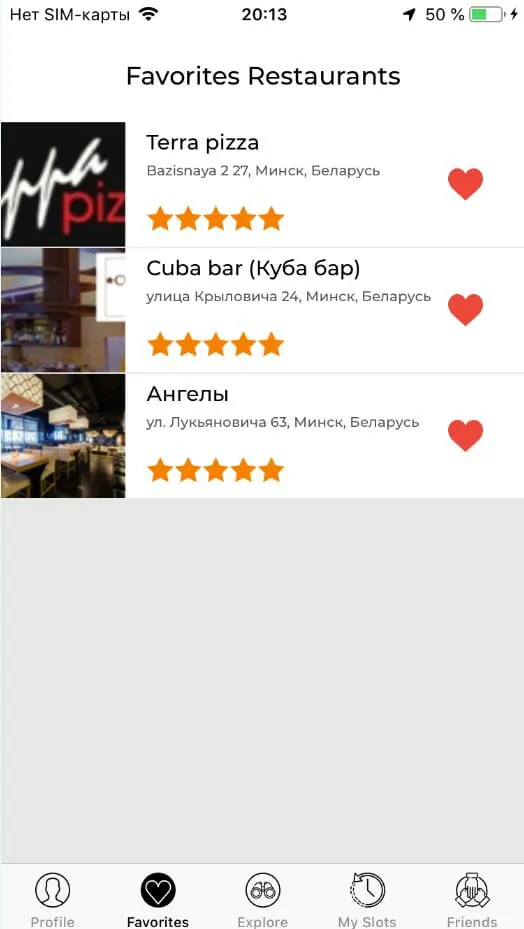 Нет SIM-карты 20:13 50 %
Favorites Restaurants
Terra pizza
Bazisnaya 2 27, Минск, Беларусь
Cuba bar (Куба бар)
улица Крыловича 24, Минск, Беларусь
Ангелы
ул. Лукьяновича 63, Минск, Беларусь
Profile Favorites Explore My Slots Friends